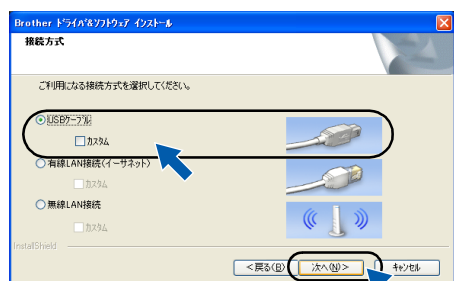 Brother ﾄﾞﾗｲﾊﾞ&ｿﾌﾄｳｪｱ ｲﾝｽﾄｰﾙ
接続方式
ご利用になる接続方式を選択してください。
USBｹｰﾌﾞﾙ
ｶｽﾀﾑ
有線LAN接続(ｲｰｻﾈｯﾄ)
ｶｽﾀﾑ
無線LAN接続
ｶｽﾀﾑ
InstallShield
<戻る(B) 次へ(N)> ｷｬﾝｾﾙ